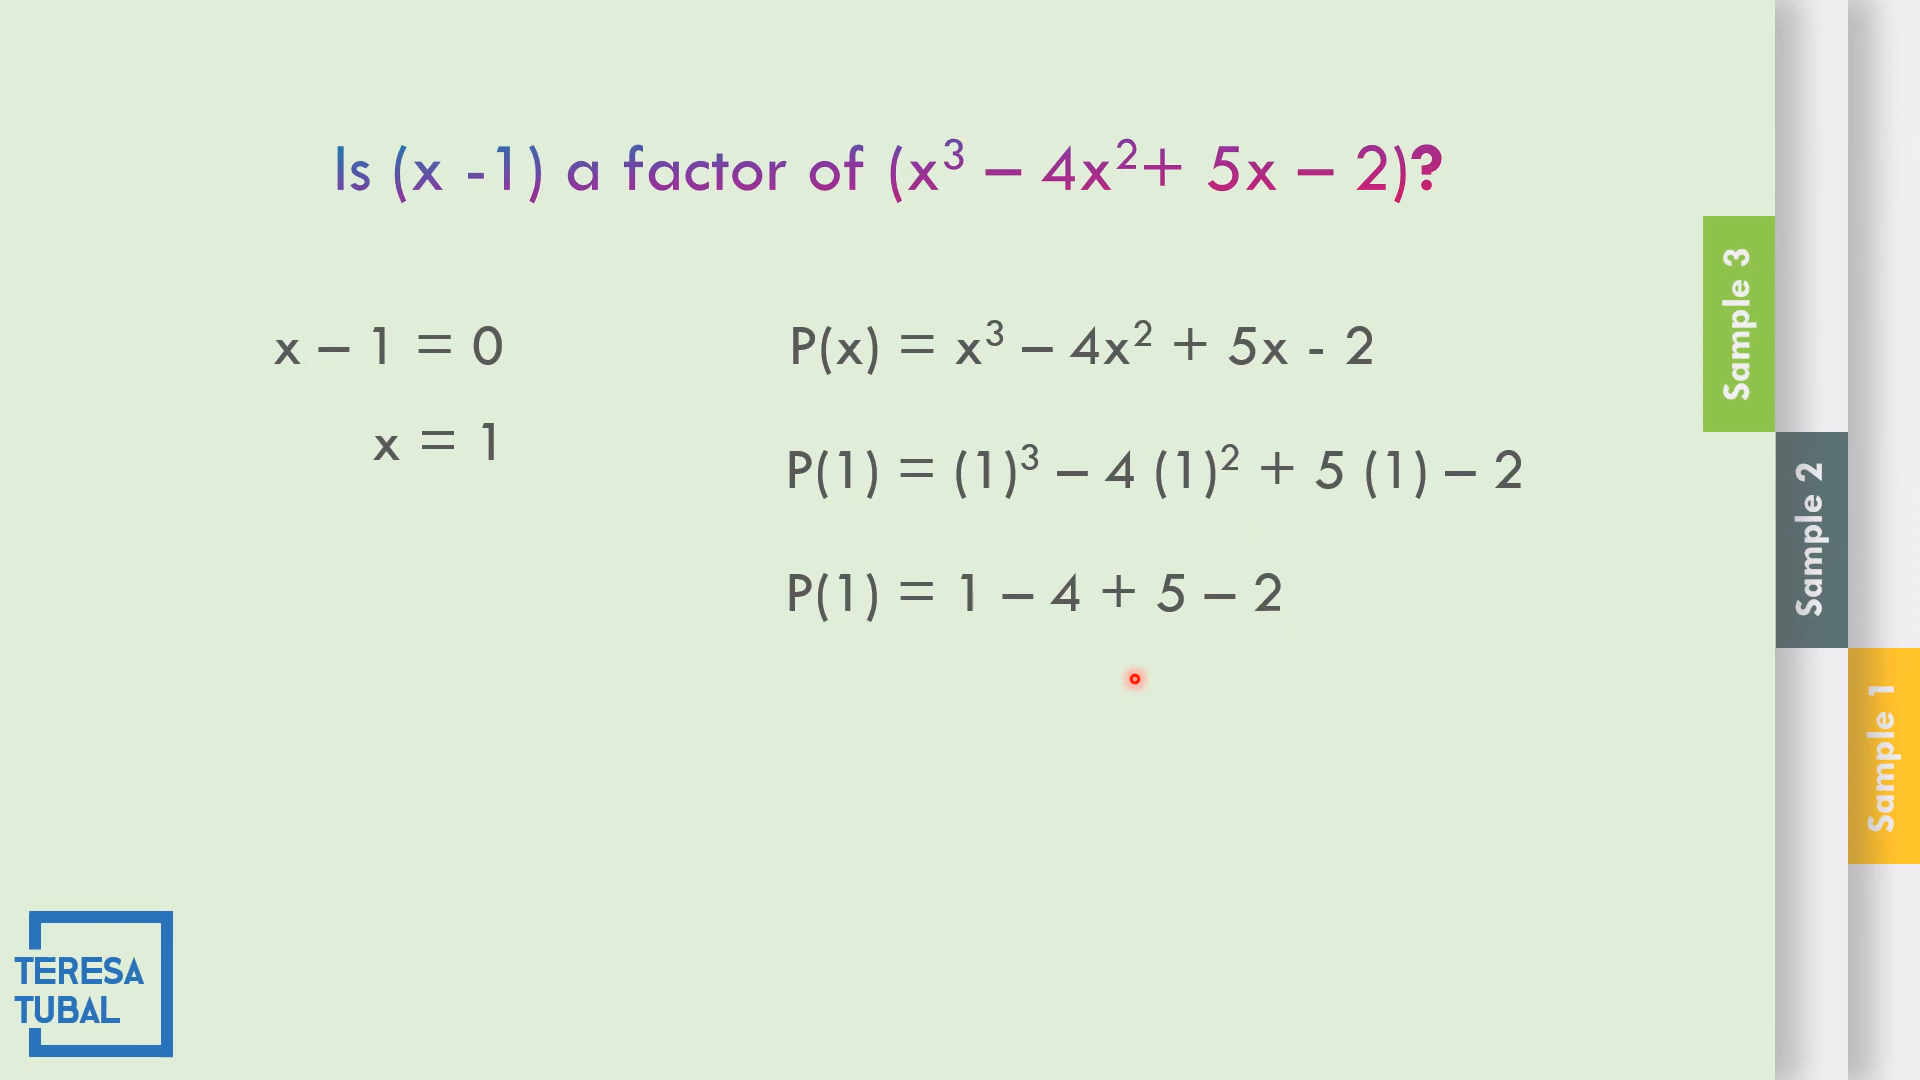 Is (x -1) a factor of (x³ – 4x²+ 5x – 2)?
x – 1 = 0
x = 1
P(x) = x³ – 4x² + 5x - 2
P(1) = (1)³ – 4 (1)² + 5 (1) – 2
P(1) = 1 – 4 + 5 – 2
Sample 3
Sample 2
Sample 1
TERESA
TUBAL